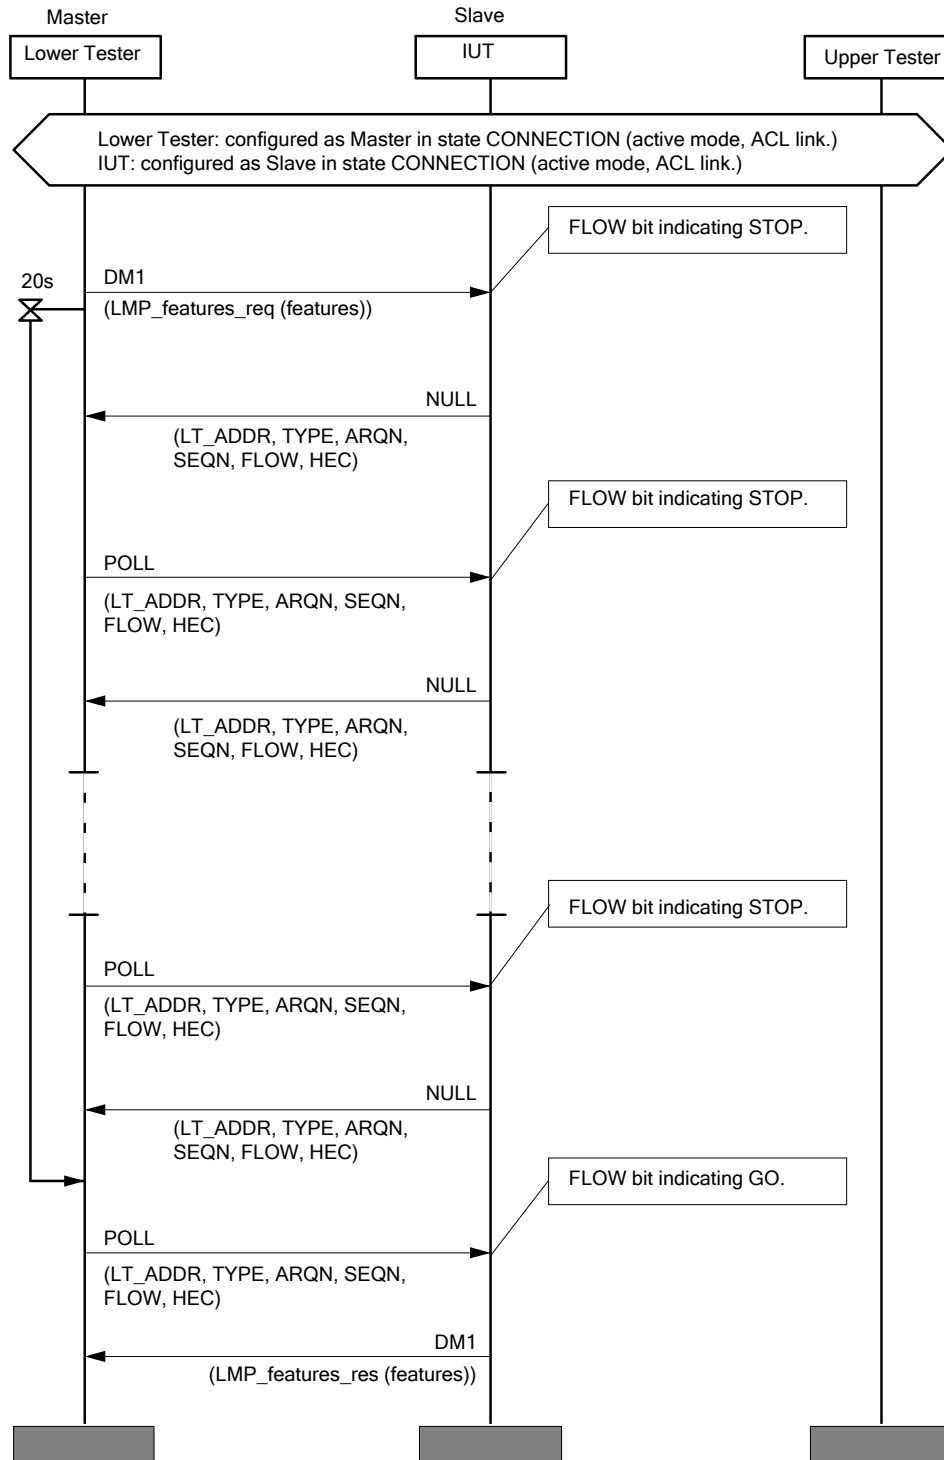 Master
Slave
Lower Tester
IUT
Upper Tester
Lower Tester: configured as Master in state CONNECTION (active mode, ACL link.)
IUT: configured as Slave in state CONNECTION (active mode, ACL link.)
FLOW bit indicating STOP.
20s
DM1
(LMP_features_req (features))
NULL
(LT_ADDR, TYPE, ARQN,
SEQN, FLOW, HEC)
FLOW bit indicating STOP.
POLL
(LT_ADDR, TYPE, ARQN, SEQN,
FLOW, HEC)
NULL
(LT_ADDR, TYPE, ARQN,
SEQN, FLOW, HEC)
FLOW bit indicating STOP.
POLL
(LT_ADDR, TYPE, ARQN, SEQN,
FLOW, HEC)
NULL
(LT_ADDR, TYPE, ARQN,
SEQN, FLOW, HEC)
FLOW bit indicating GO.
POLL
(LT_ADDR, TYPE, ARQN, SEQN,
FLOW, HEC)
DM1
(LMP_features_res (features))